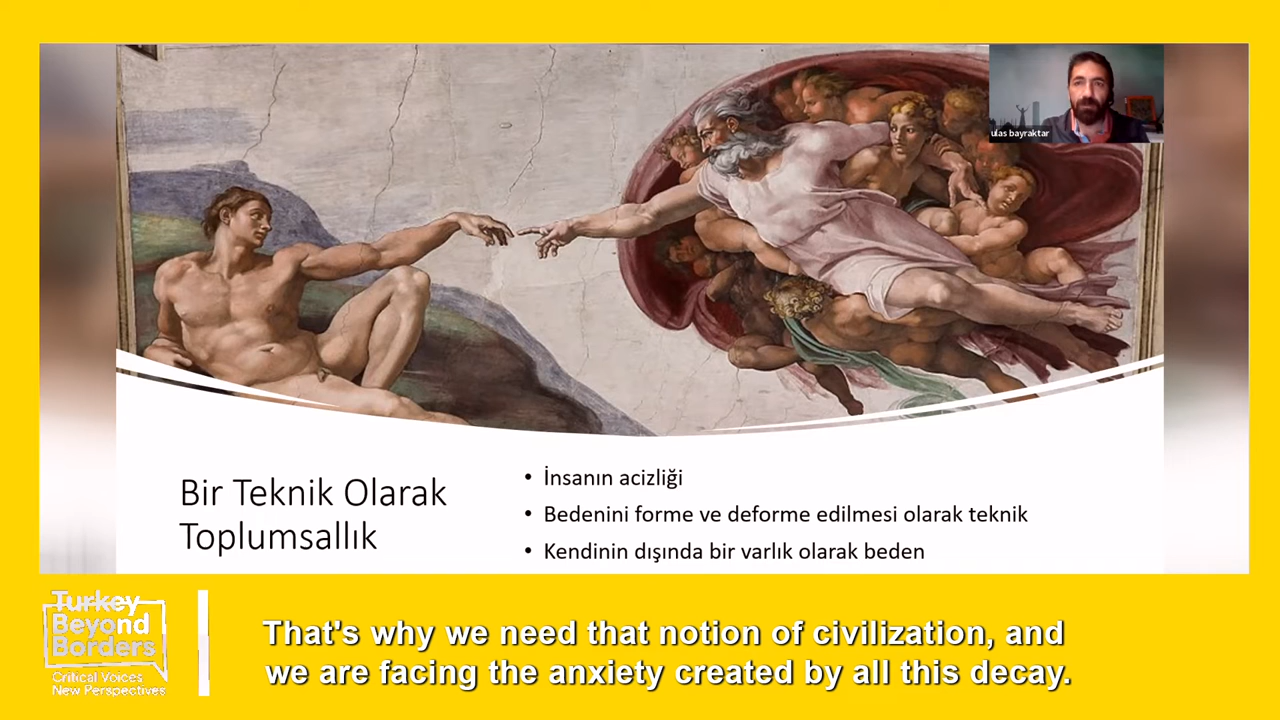 ulas bayraktar
Bir Teknik Olarak
Toplumsallık
• İnsanın acizliği
• Bedenini forme ve deforme edilmesi olarak teknik
• Kendinin dışında bir varlık olarak beden
Turkey
Beyond
Borders
Critical Voices
New Perspectives
That's why we need that notion of civilization, and
we are facing the anxiety created by all this decay.